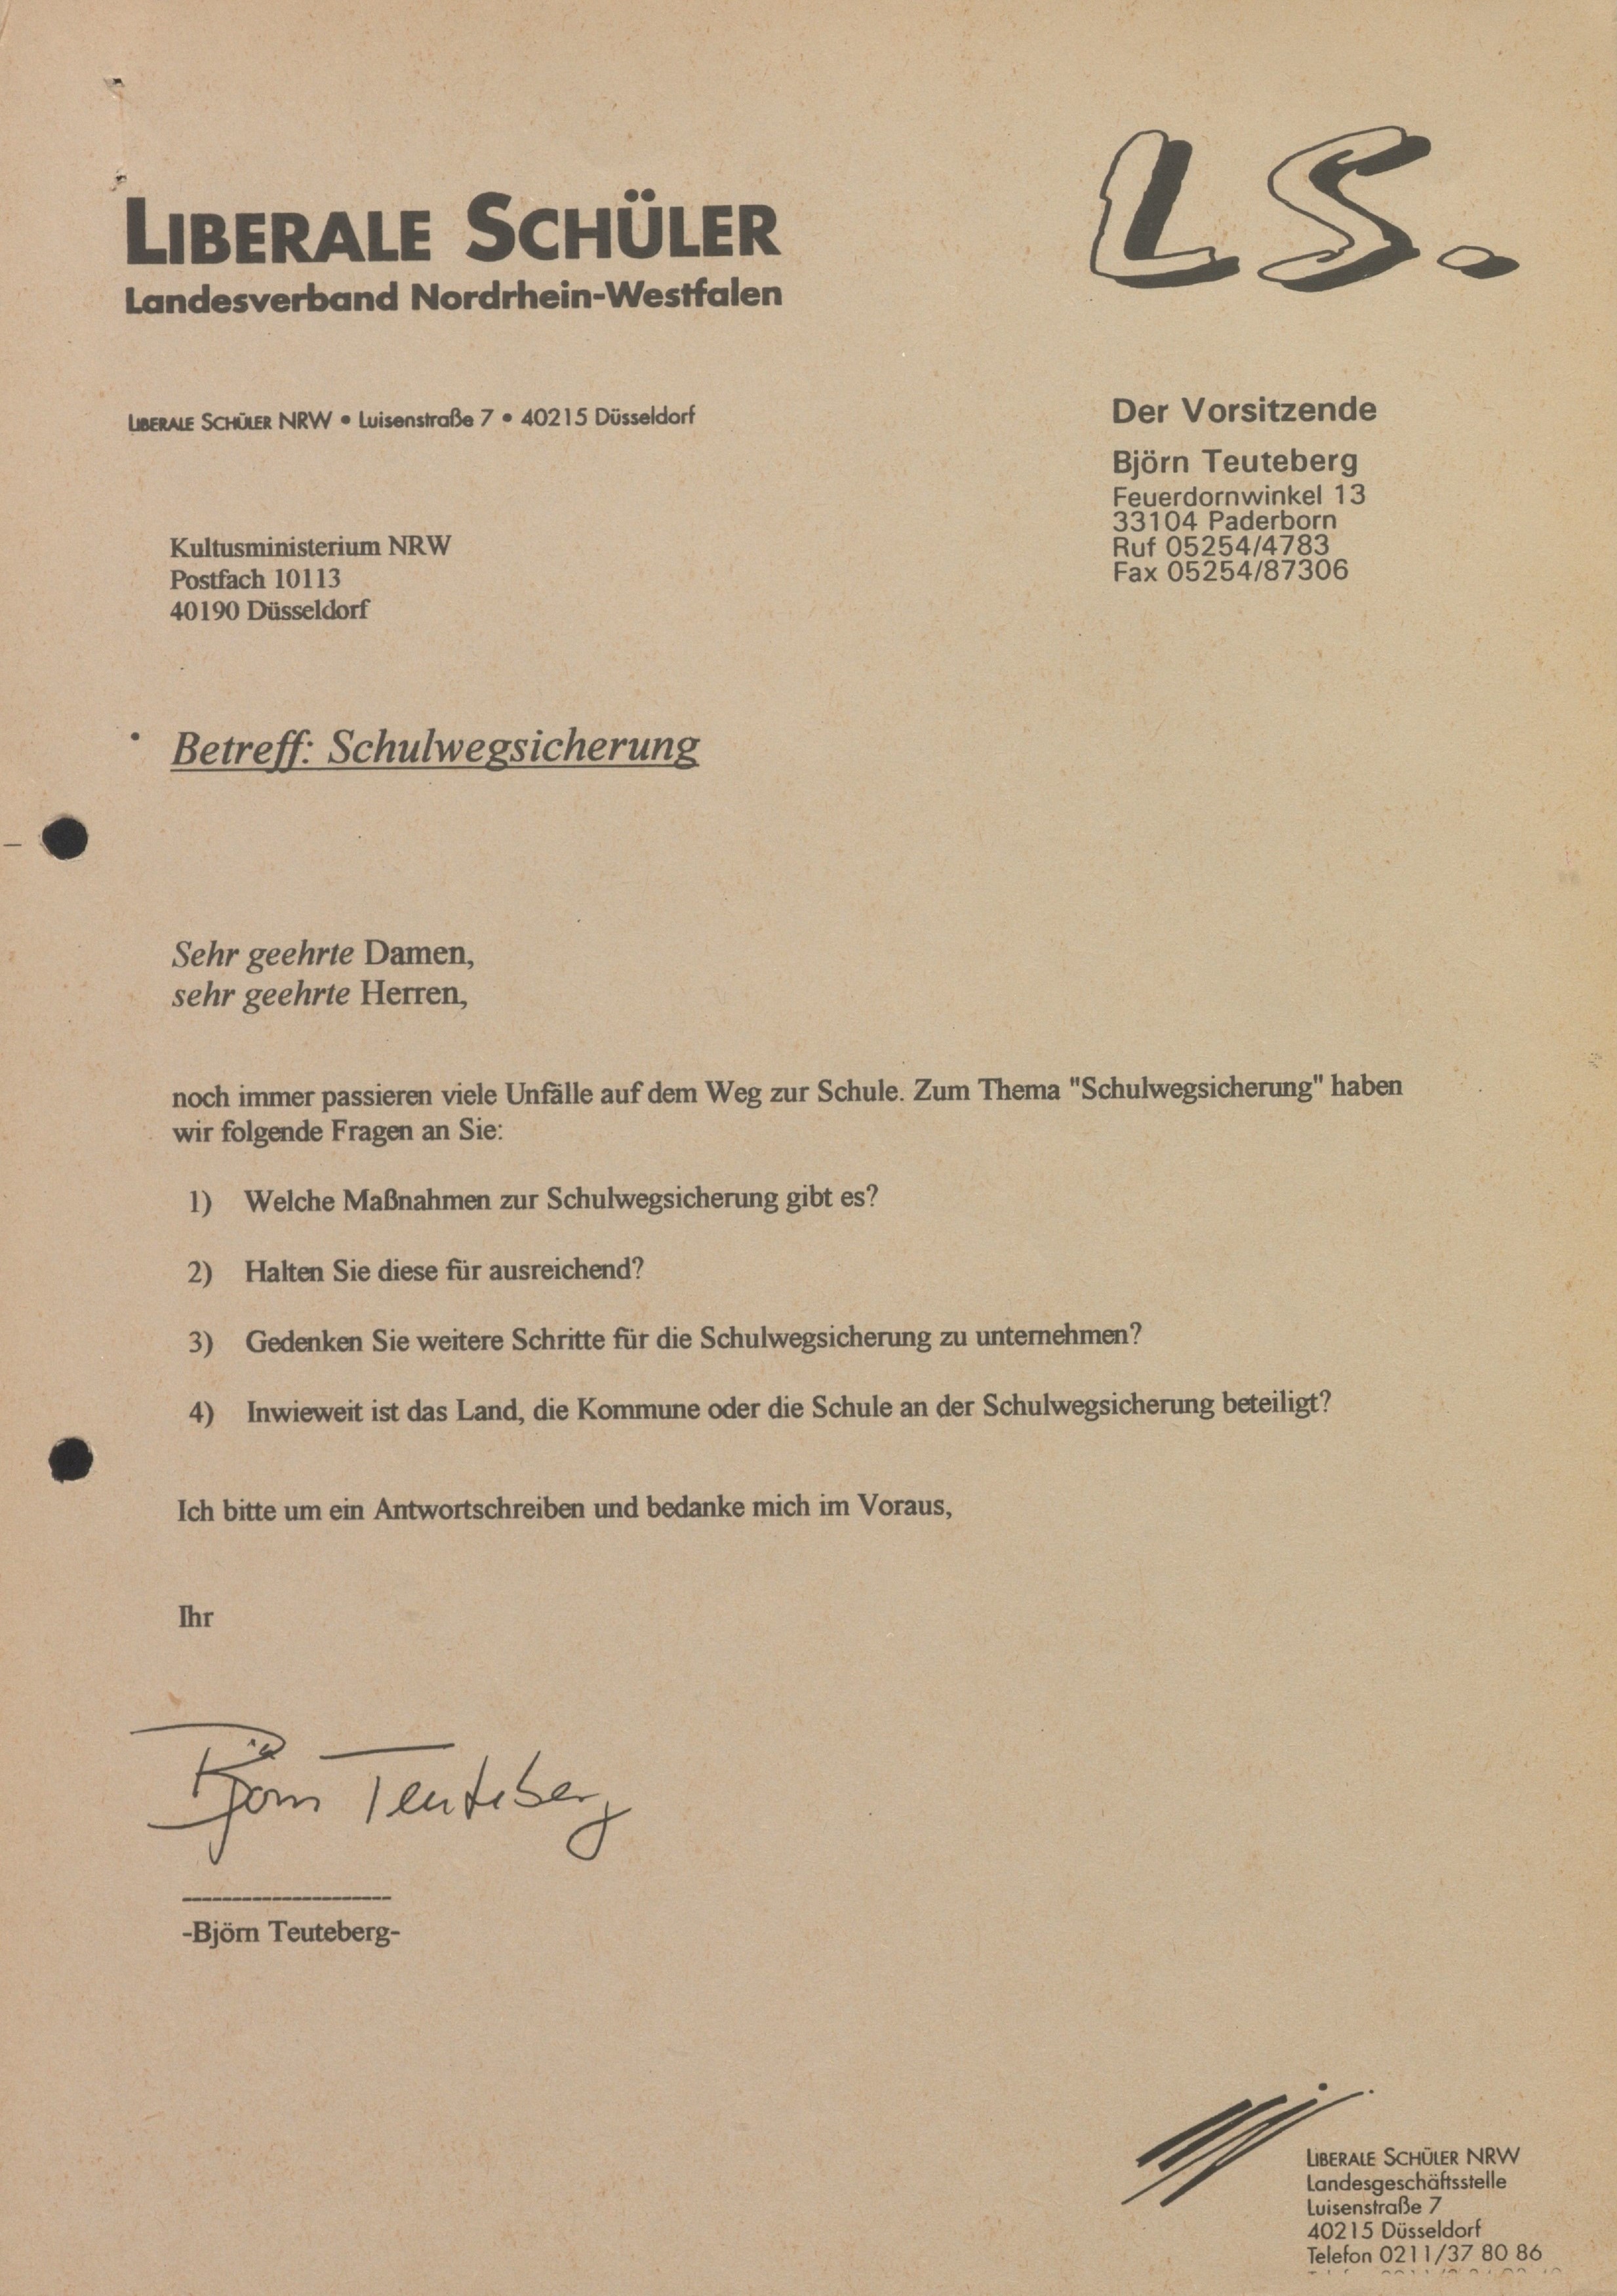 LIBERALE SCHÜLER
Landesverband Nordrhein-Westfalen
LS.
LIBERALE SCHÜLER NRW • Luisenstraße 7 • 40215 Düsseldorf
Der Vorsitzende
Björn Teuteberg
Feuerdornwinkel 13
33104 Paderborn
Ruf 05254/4783
Fax 05254/87306
Kultusministerium NRW
Postfach 10113
40190 Düsseldorf
Betreff: Schulwegsicherung
Sehr geehrte Damen,
sehr geehrte Herren,
noch immer passieren viele Unfälle auf dem Weg zur Schule. Zum Thema "Schulwegsicherung" haben
wir folgende Fragen an Sie:
1) Welche Maßnahmen zur Schulwegsicherung gibt es?
2) Halten Sie diese für ausreichend?
3) Gedenken Sie weitere Schritte für die Schulwegsicherung zu unternehmen?
4) Inwieweit ist das Land, die Kommune oder die Schule an der Schulwegsicherung beteiligt?
Ich bitte um ein Antwortschreiben und bedanke mich im Voraus,
Ihr
Björn Teuteberg
---------------------
-Björn Teuteberg-
LIBERALE SCHÜLER NRW
Landesgeschäftsstelle
Luisenstraße 7
40215 Düsseldorf
Telefon 0211/37 80 86